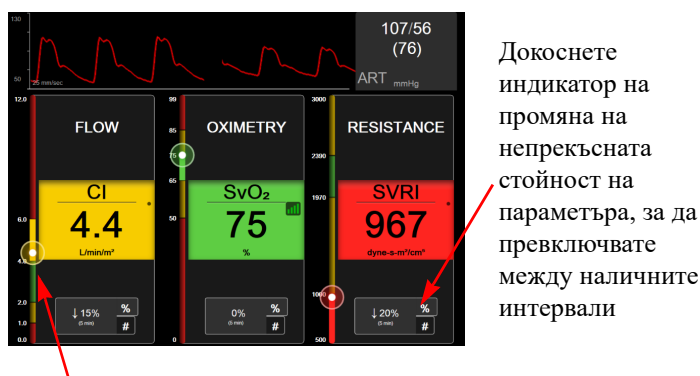 130
50
25 mm/sec
107/56
(76)
ART mmHg
Докоснете
индикатор на
промяна на
непрекъсната
стойност на
параметъра, за да
превключвате
между наличните
интервали
12.0
6.0
4.0
2.0
1.0
0.0
FLOW
CI
4.4
L/min/m²
↓15%
(5 min)
%
#
99
85
75
65
50
0
OXIMETRY
SvO₂
75
%
0%
(5 min)
%
#
3000
2390
1970
1000
500
RESISTANCE
SVRI
967
dyne-s-m²/cm⁵
↓20%
(5 min)
%
#